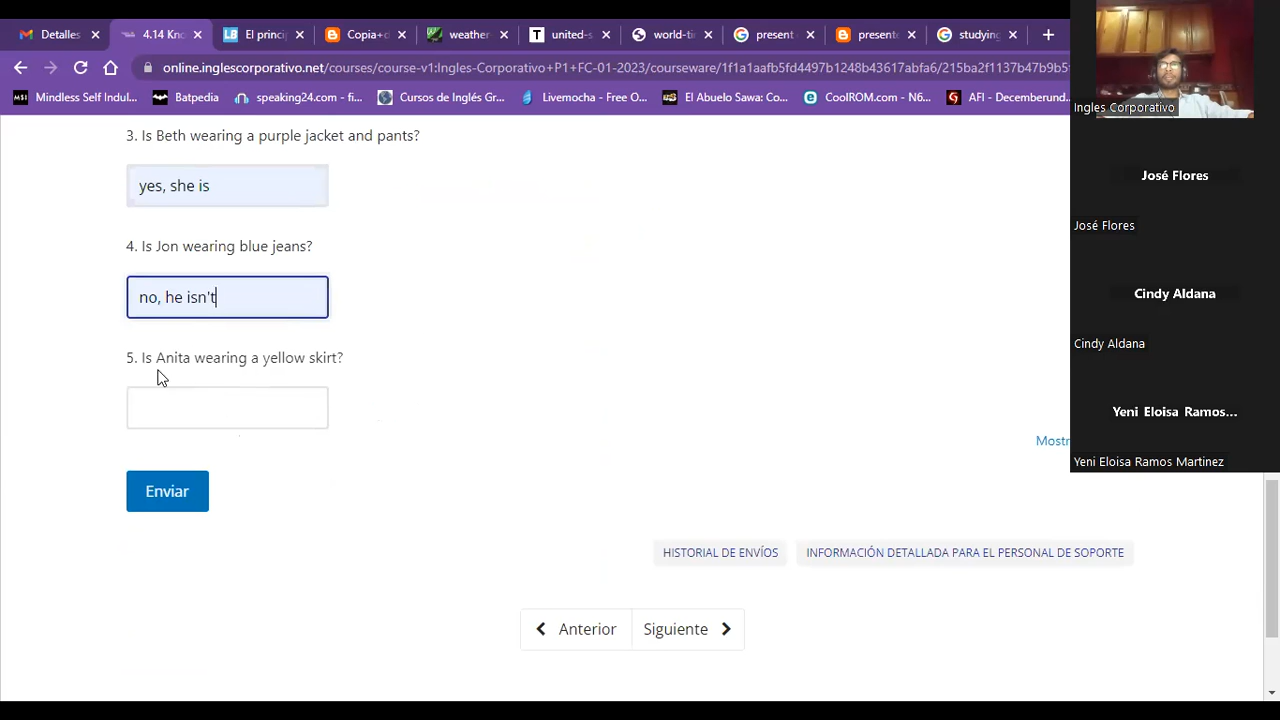 Detalles
4.14 Kno
El princip
Copia+d
weather-
united-s
world-ti
present
present
studying
online.inglescorporativo.net/courses/course-v1:Ingles-Corporativo+P1+FC-01-2023/courseware/1f1a1aafb5fd4497b1248b43617abfa6/215ba2f1137b47b9b5
Mindless Self Indul...
Batpedia
speaking24.com - fi...
Cursos de Inglés Gr...
Livemocha - Free O...
El Abuelo Sawa: Co...
CoolROM.com - N6...
AFI - Decemberund...
3. Is Beth wearing a purple jacket and pants?
yes, she is
4. Is Jon wearing blue jeans?
no, he isn't
5. Is Anita wearing a yellow skirt?
Mostr
Enviar
HISTORIAL DE ENVÍOS
INFORMACIÓN DETALLADA PARA EL PERSONAL DE SOPORTE
Anterior
Siguiente
Ingles Corporativo
José Flores
José Flores
Cindy Aldana
Cindy Aldana
Yeni Eloisa Ramos...
Yeni Eloisa Ramos Martinez